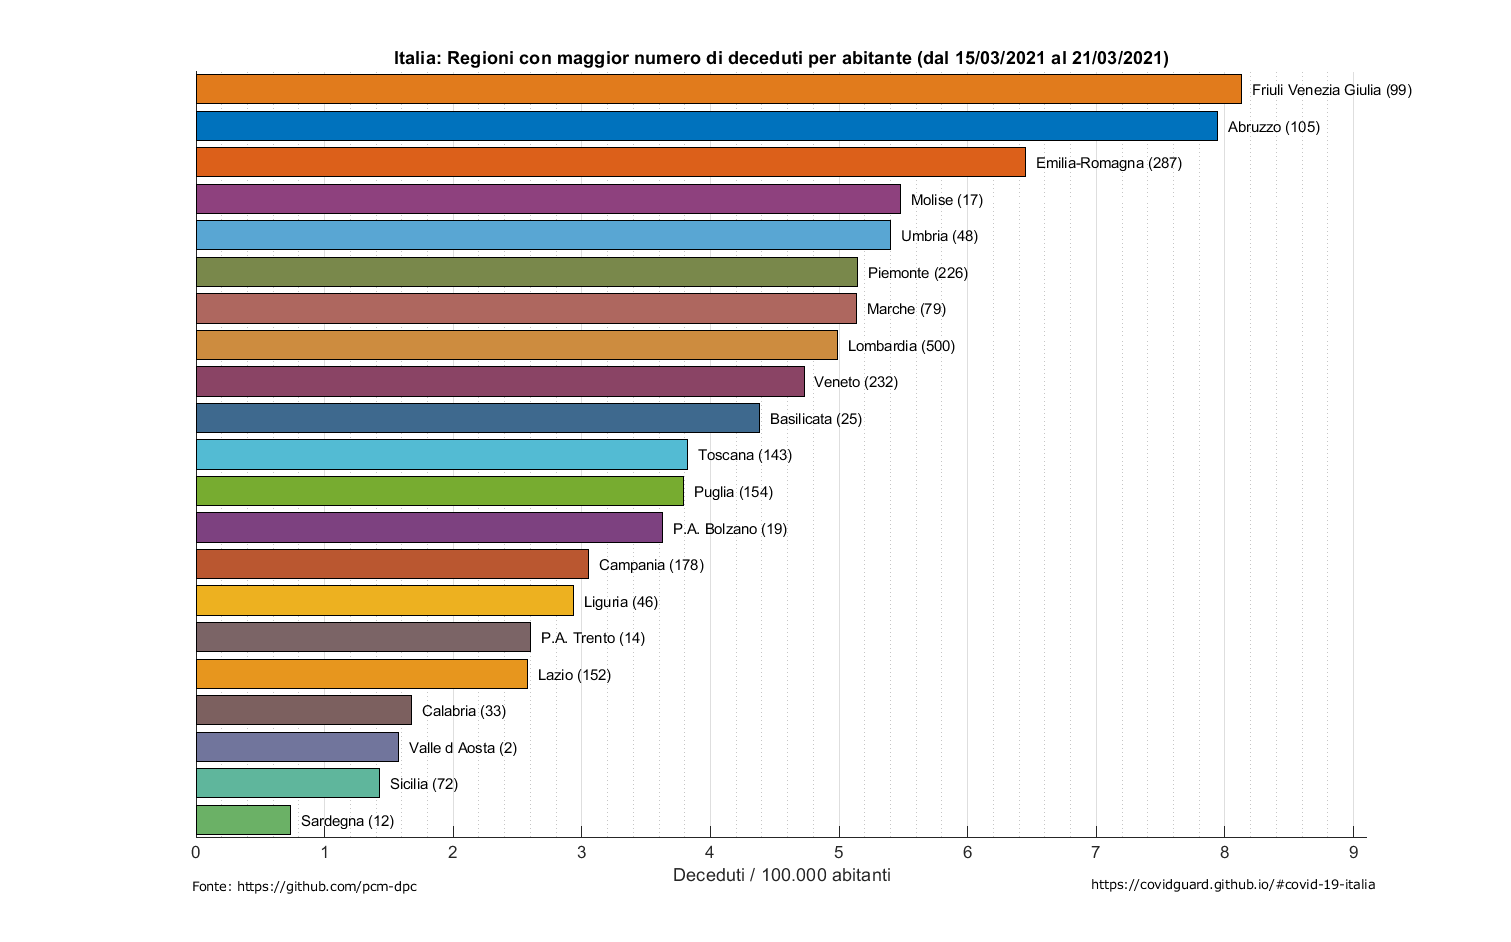 Italia: Regioni con maggior numero di deceduti per abitante (dal 15/03/2021 al 21/03/2021)
Friuli Venezia Giulia (99)
Abruzzo (105)
Emilia-Romagna (287)
Molise (17)
Umbria (48)
Piemonte (226)
Marche (79)
Lombardia (500)
Veneto (232)
Basilicata (25)
Toscana (143)
Puglia (154)
P.A. Bolzano (19)
Campania (178)
Liguria (46)
P.A. Trento (14)
Lazio (152)
Calabria (33)
Valle d Aosta (2)
Sicilia (72)
Sardegna (12)
0 1 2 3 4 5 6 7 8 9
Deceduti / 100.000 abitanti
Fonte: https://github.com/pcm-dpc
https://covidguard.github.io/#covid-19-italia